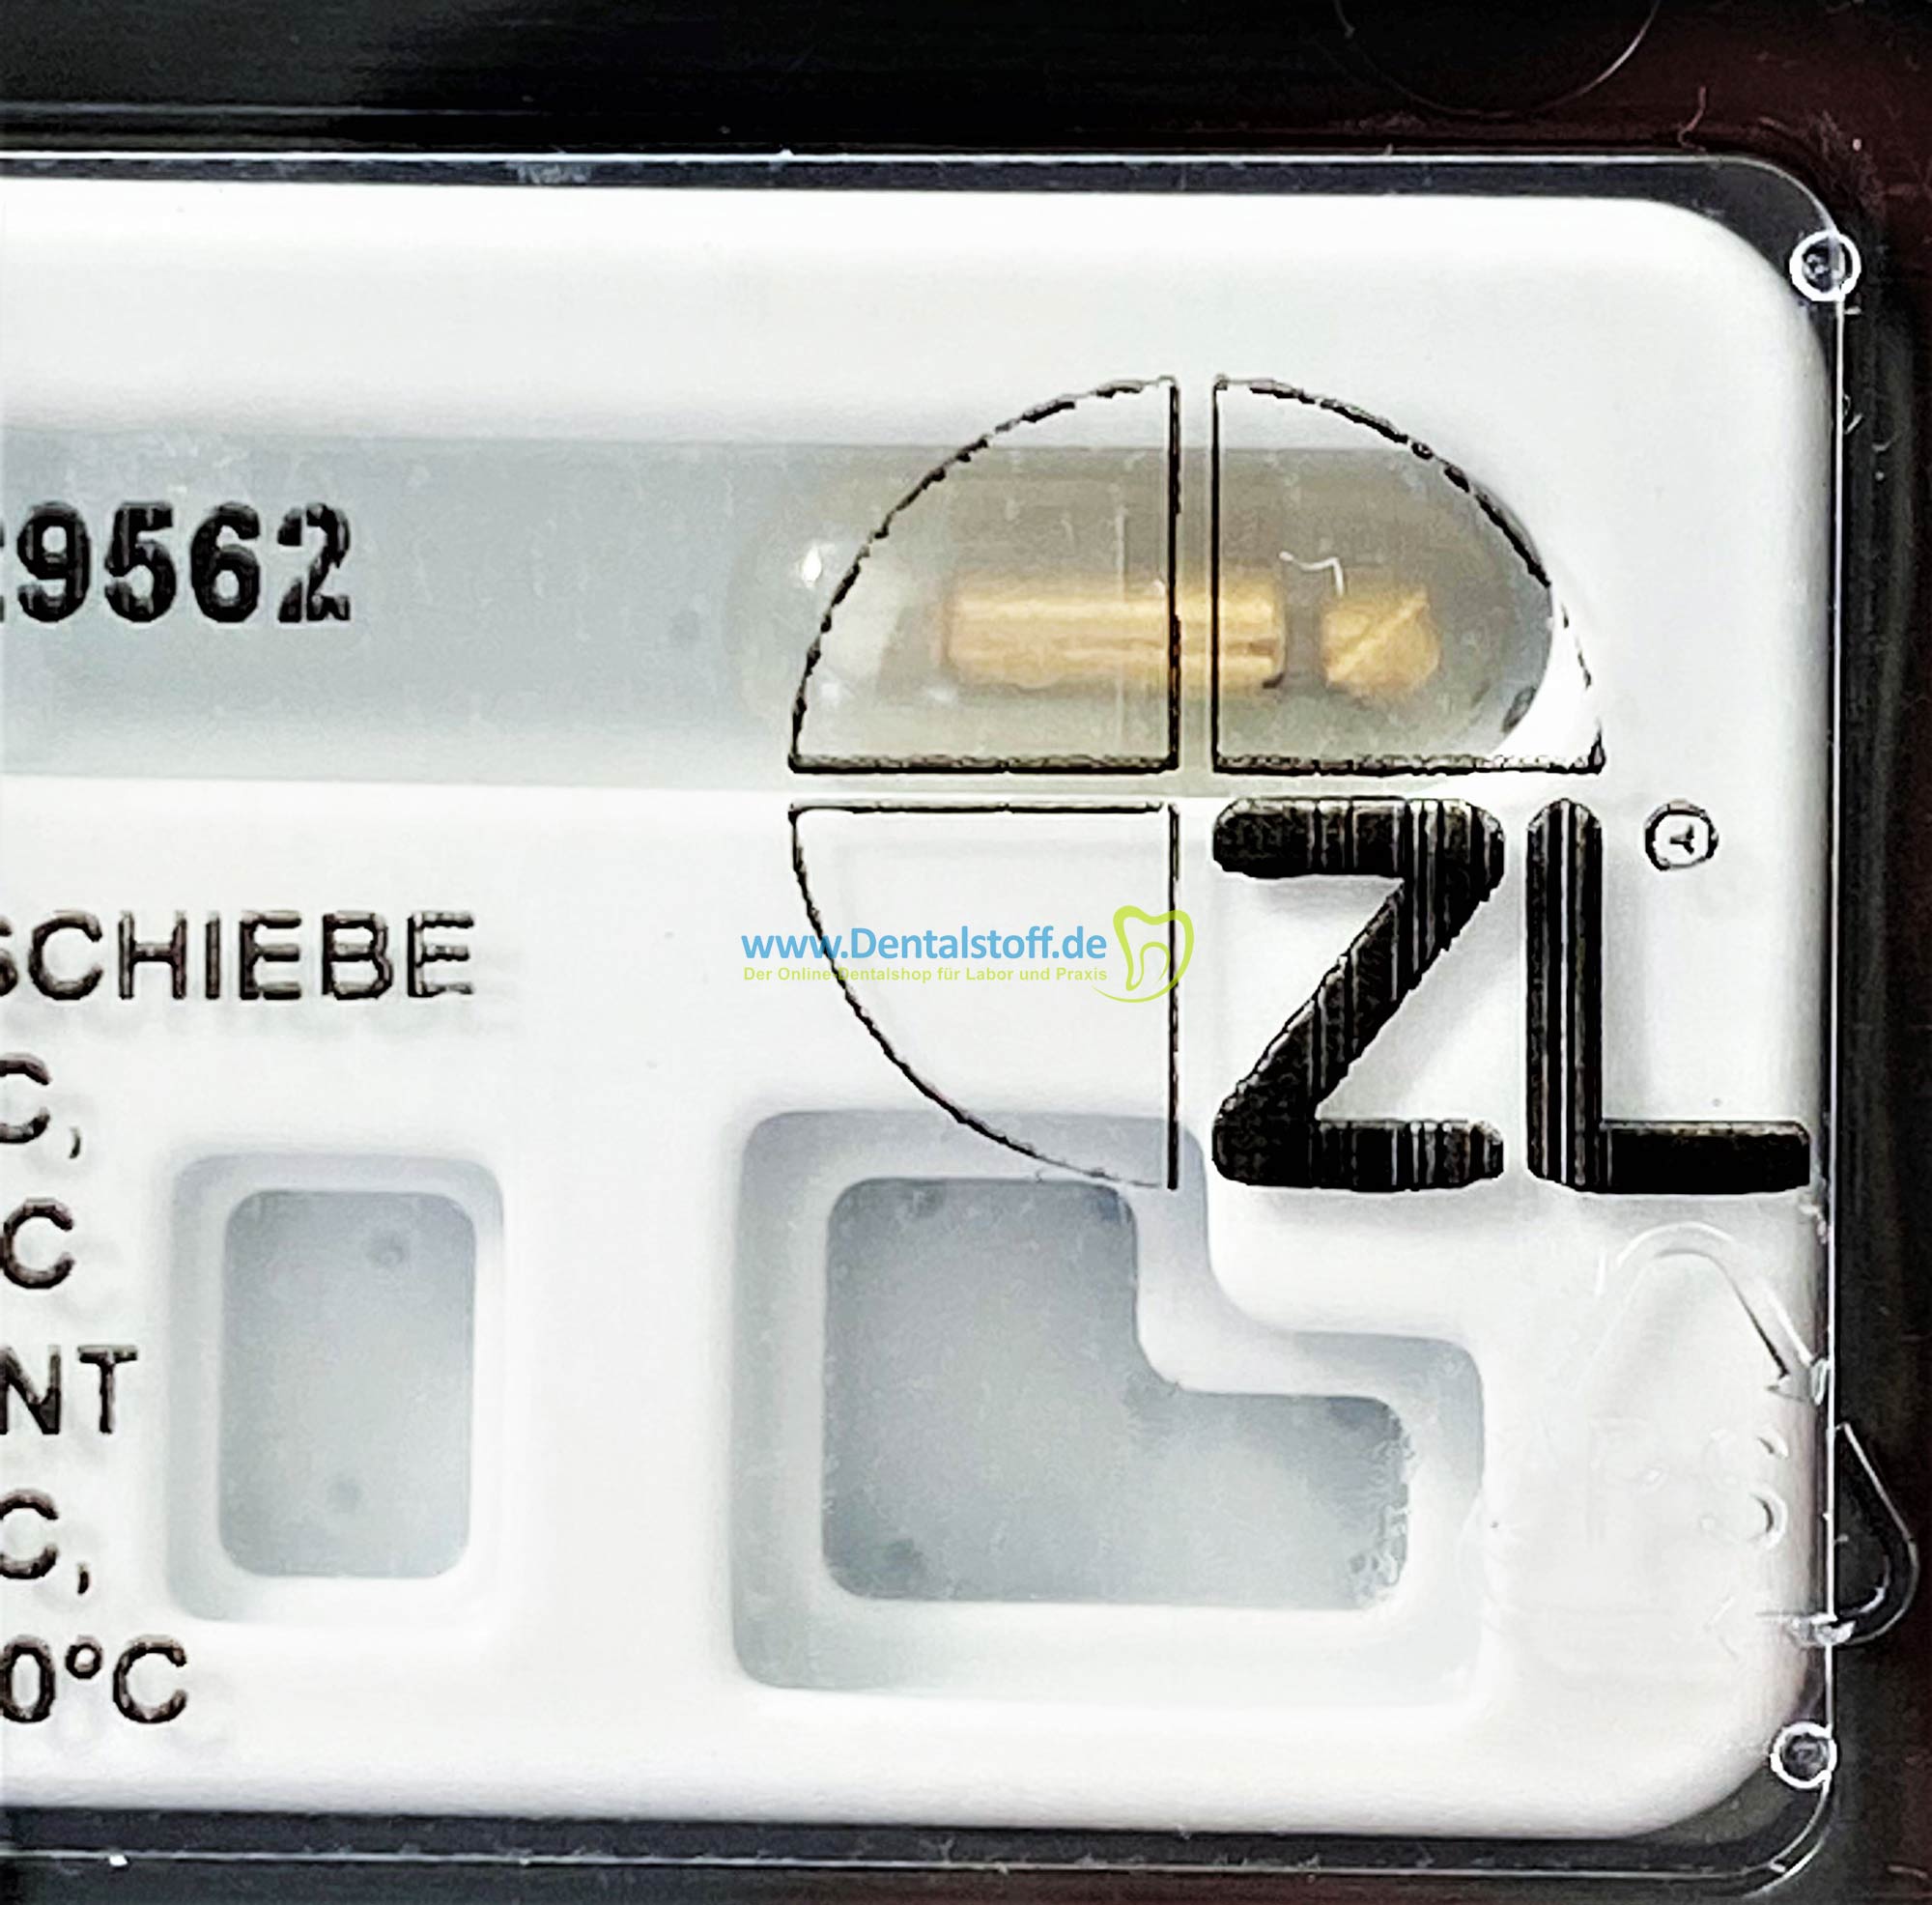 9562
SCHIEBE
www.Dentalstoff.de
Der Online-Dentalshop für Labor und Praxis
ZL
C,
C
NT
C,
0°C